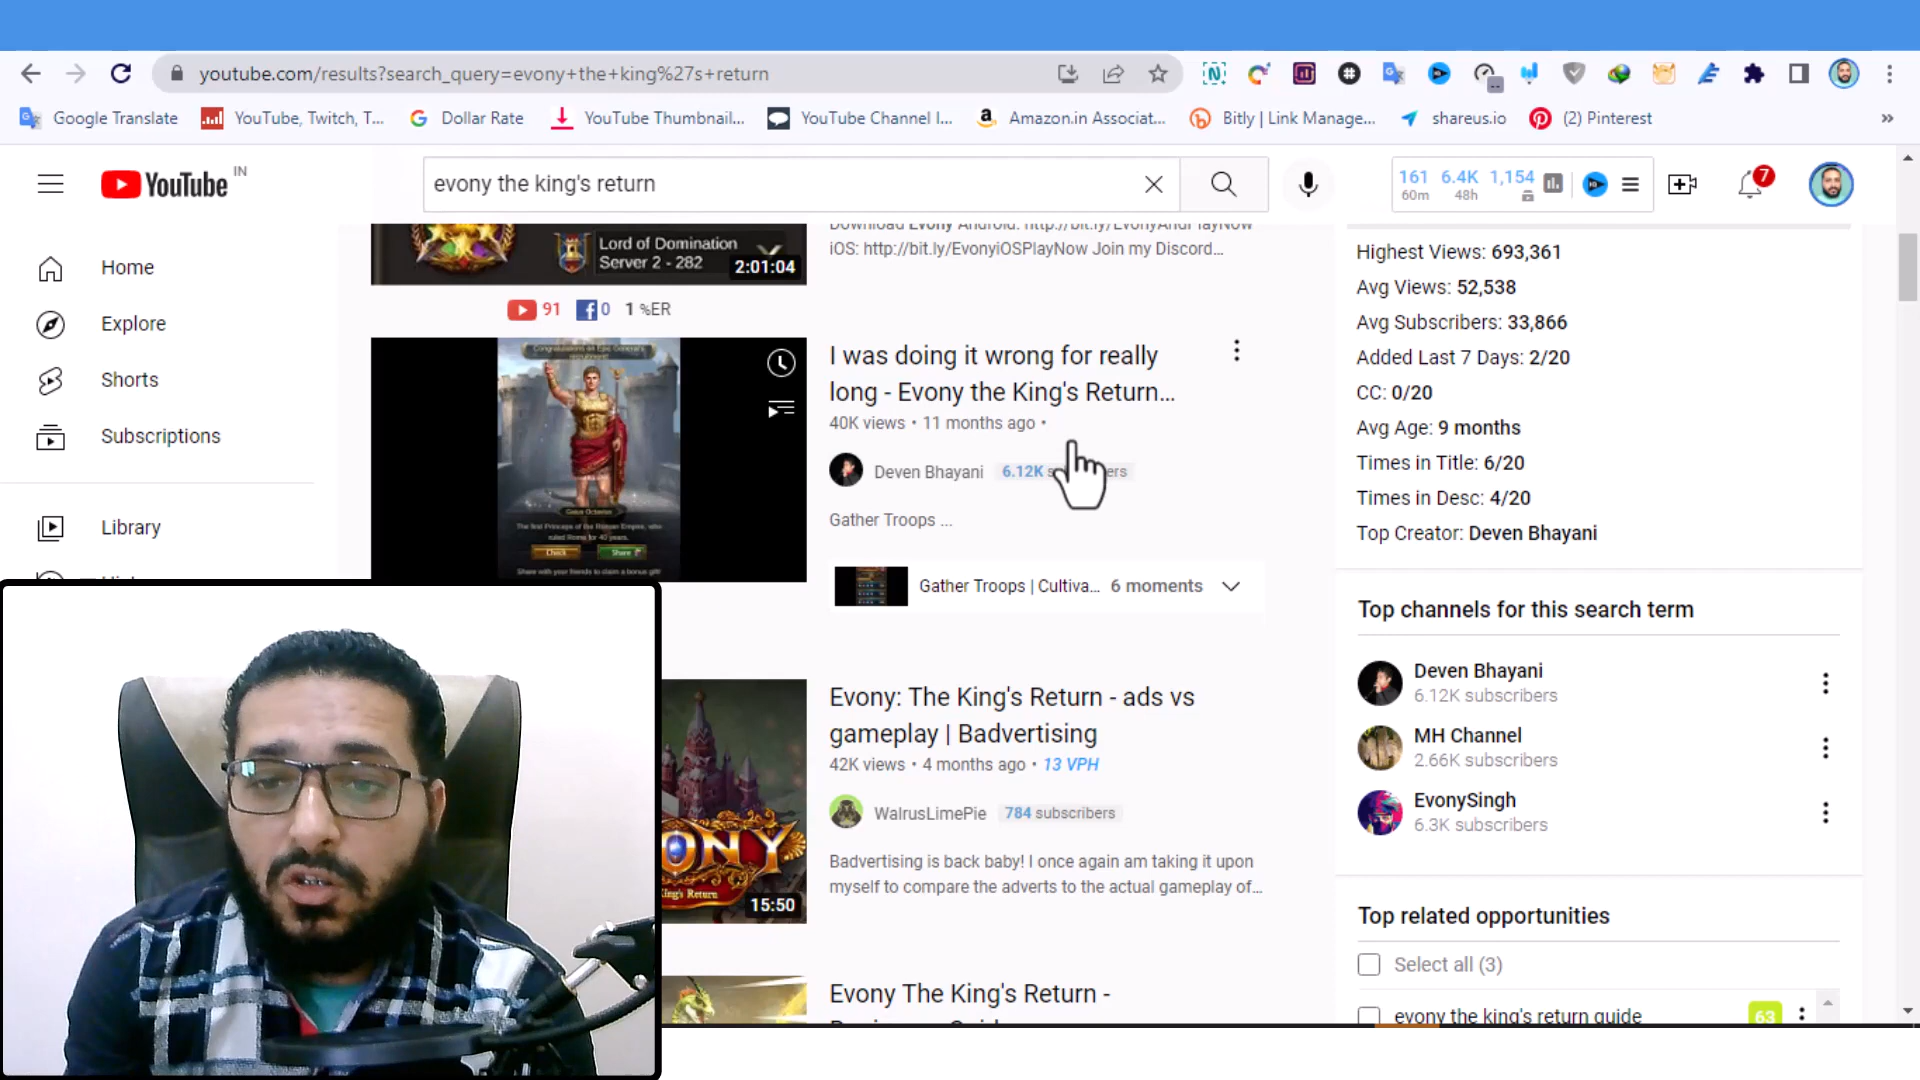 youtube.com/results?search_query=evony+the+king%27s+return
Google Translate
YouTube, Twitch, T...
Dollar Rate
YouTube Thumbnail...
YouTube Channel I...
Amazon.in Associat...
Bitly | Link Manage...
shareus.io
(2) Pinterest
»
YouTube IN
evony the king's return
161 6.4K 1,154
60m 48h
7
Home
Explore
Shorts
Subscriptions
Library
Lord of Domination
Server 2 - 282
2:01:04
91 0 1 %ER
iOS: http://bit.ly/EvonyiOSPlayNow Join my Discord...
I was doing it wrong for really
long - Evony the King's Return...
40K views • 11 months ago •
Deven Bhayani 6.12K
Gather Troops ...
Gather Troops | Cultiva... 6 moments
Check Share
Evony: The King's Return - ads vs
gameplay | Badvertising
42K views • 4 months ago • 13 VPH
WalrusLimePie 784 subscribers
Badvertising is back baby! I once again am taking it upon
myself to compare the adverts to the actual gameplay of...
15:50
Evony The King's Return -
Highest Views: 693,361
Avg Views: 52,538
Avg Subscribers: 33,866
Added Last 7 Days: 2/20
CC: 0/20
Avg Age: 9 months
Times in Title: 6/20
Times in Desc: 4/20
Top Creator: Deven Bhayani
Top channels for this search term
Deven Bhayani
6.12K subscribers
MH Channel
2.66K subscribers
EvonySingh
6.3K subscribers
Top related opportunities
Select all (3)
evony the king's return guide 63